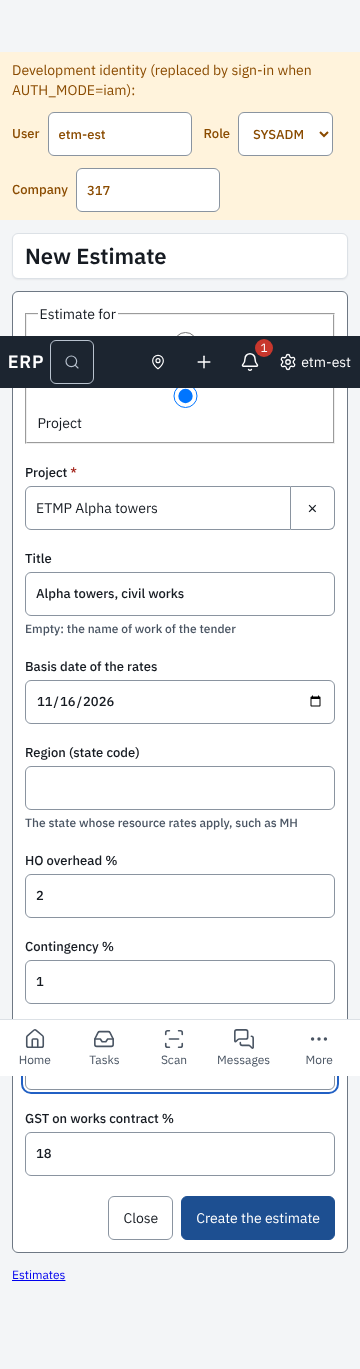 Development identity (replaced by sign-in when
AUTH_MODE=iam):
User etm-est Role SYSADM
Company 317
New Estimate
Estimate for
ERP 1 etm-est
Project
Project *
ETMP Alpha towers ×
Title
Alpha towers, civil works
Empty: the name of work of the tender
Basis date of the rates
11/16/2026
Region (state code)
The state whose resource rates apply, such as MH
HO overhead %
2
Contingency %
1
Home Tasks Scan Messages More
GST on works contract %
18
Close Create the estimate
Estimates